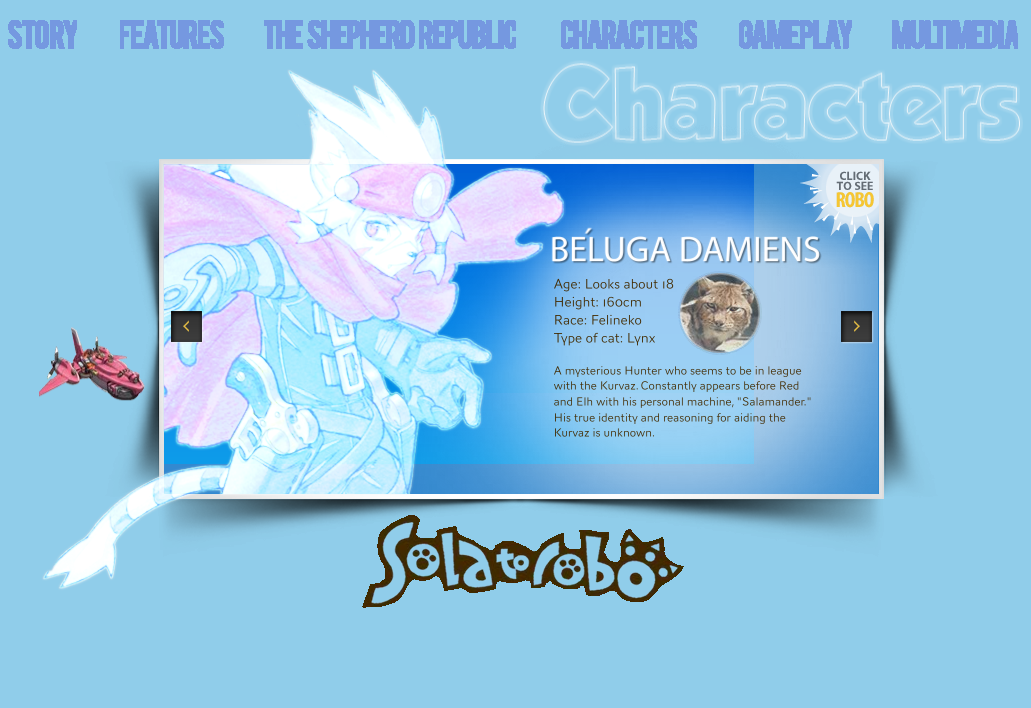 STORY FEATURES THE SHEPHERD REPUBLIC CHARACTERS GAMEPLAY MULTIMEDIA
Characters
CLICK
TO SEE
ROBO
BÉLUGA DAMIENS
Age: Looks about 18
Height: 160cm
Race: Felineko
Type of cat: Lynx
A mysterious Hunter who seems to be in league
with the Kurvaz. Constantly appears before Red
and Elh with his personal machine, "Salamander."
His true identity and reasoning for aiding the
Kurvaz is unknown.
Solatorobo